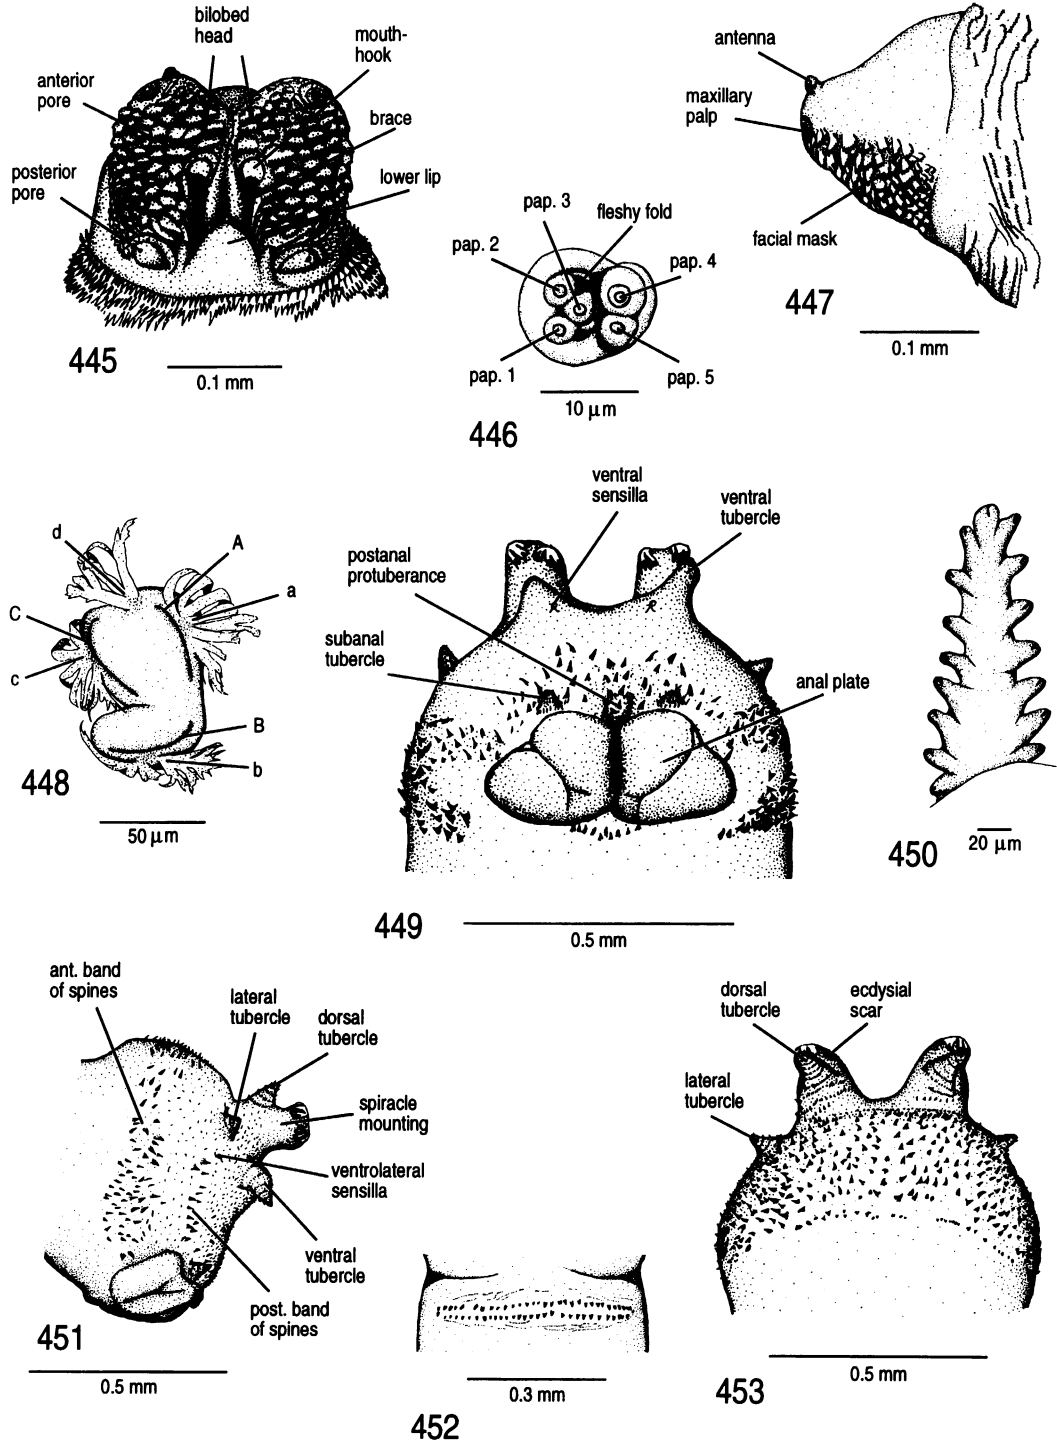 bilobed
head
mouth-
hook
anterior
pore
brace
posterior
pore
lower lip
445
0.1 mm
pap. 3
fleshy fold
pap. 2
pap. 4
pap. 1
pap. 5
10 µm
446
antenna
maxillary
palp
facial mask
447
0.1 mm
d
A
a
C
c
B
b
448
50 µm
ventral
sensilla
ventral
tubercle
postanal
protuberance
subanal
tubercle
anal plate
449
0.5 mm
450
20 µm
ant. band
of spines
lateral
tubercle
dorsal
tubercle
spiracle
mounting
ventrolateral
sensilla
ventral
tubercle
post. band
of spines
451
0.5 mm
0.3 mm
452
dorsal
tubercle
ecdysial
scar
lateral
tubercle
453
0.5 mm